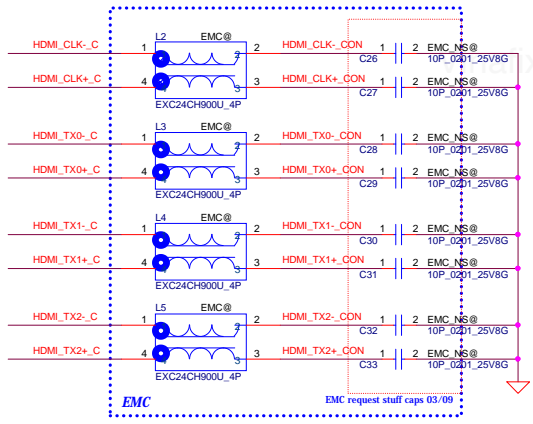 L2 EMC@
HDMI_CLK-_C 1 2 HDMI_CLK-_CON 1 2 EMC_NS@
C26 10P_0201_25V8G
HDMI_CLK+_C 4 3 HDMI_CLK+_CON 1 2 EMC_NS@
EXC24CH900U_4P C27 10P_0201_25V8G
L3 EMC@
HDMI_TX0-_C 1 2 HDMI_TX0-_CON 1 2 EMC_NS@
C28 10P_0201_25V8G
HDMI_TX0+_C 4 3 HDMI_TX0+_CON 1 2 EMC_NS@
EXC24CH900U_4P C29 10P_0201_25V8G
L4 EMC@
HDMI_TX1-_C 1 2 HDMI_TX1-_CON 1 2 EMC_NS@
C30 10P_0201_25V8G
HDMI_TX1+_C 4 3 HDMI_TX1+_CON 1 2 EMC_NS@
EXC24CH900U_4P C31 10P_0201_25V8G
L5 EMC@
HDMI_TX2-_C 1 2 HDMI_TX2-_CON 1 2 EMC_NS@
C32 10P_0201_25V8G
HDMI_TX2+_C 4 3 HDMI_TX2+_CON 1 2 EMC_NS@
EXC24CH900U_4P C33 10P_0201_25V8G
EMC EMC request stuff caps 03/09